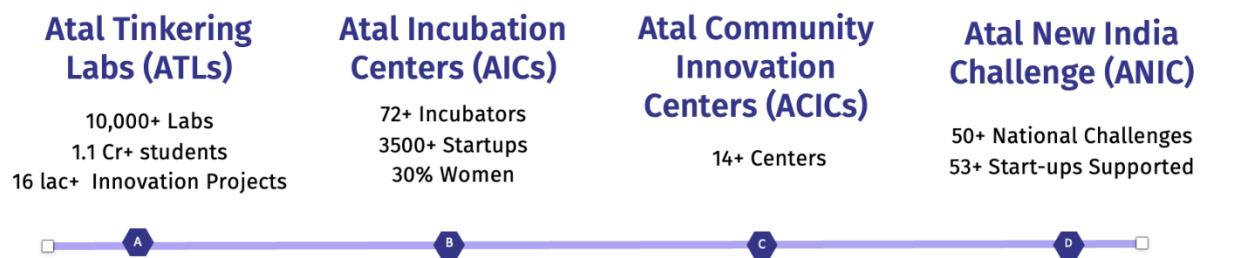 Atal Tinkering
Labs (ATLs)
10,000+ Labs
1.1 Cr+ students
16 lac+ Innovation Projects
Atal Incubation
Centers (AICs)
72+ Incubators
3500+ Startups
30% Women
Atal Community
Innovation
Centers (ACICs)
14+ Centers
Atal New India
Challenge (ANIC)
50+ National Challenges
53+ Start-ups Supported
A
B
C
D